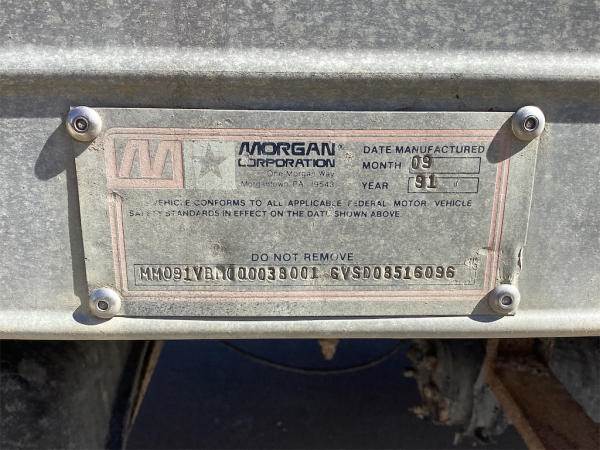 M
MORGAN®
CORPORATION
One Morgan Way
Morgantown PA. 19543
DATE MANUFACTURED
MONTH 09
YEAR 91
VEHICLE CONFORMS TO ALL APPLICABLE FEDERAL MOTOR VEHICLE
SAFETY STANDARDS IN EFFECT ON THE DATE SHOWN ABOVE.
DO NOT REMOVE
GVSD08516096